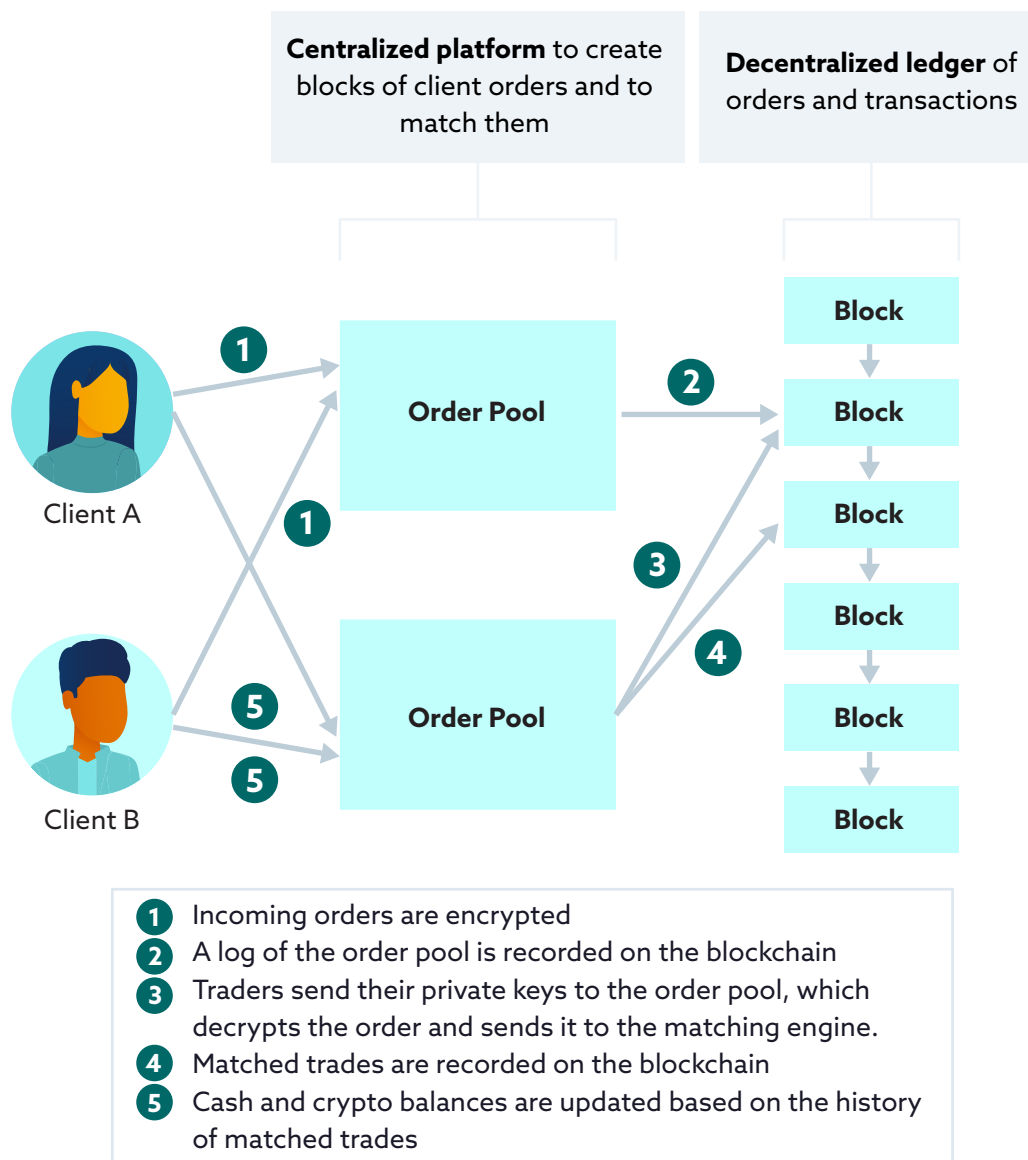 Centralized platform to create
blocks of client orders and to
match them
Decentralized ledger of
orders and transactions
Block
1
2
Order Pool
Block
Client A
1
Block
3
Block
4
5
Order Pool
Block
5
Client B
Block
1 Incoming orders are encrypted
2 A log of the order pool is recorded on the blockchain
3 Traders send their private keys to the order pool, which
decrypts the order and sends it to the matching engine.
4 Matched trades are recorded on the blockchain
5 Cash and crypto balances are updated based on the history
of matched trades